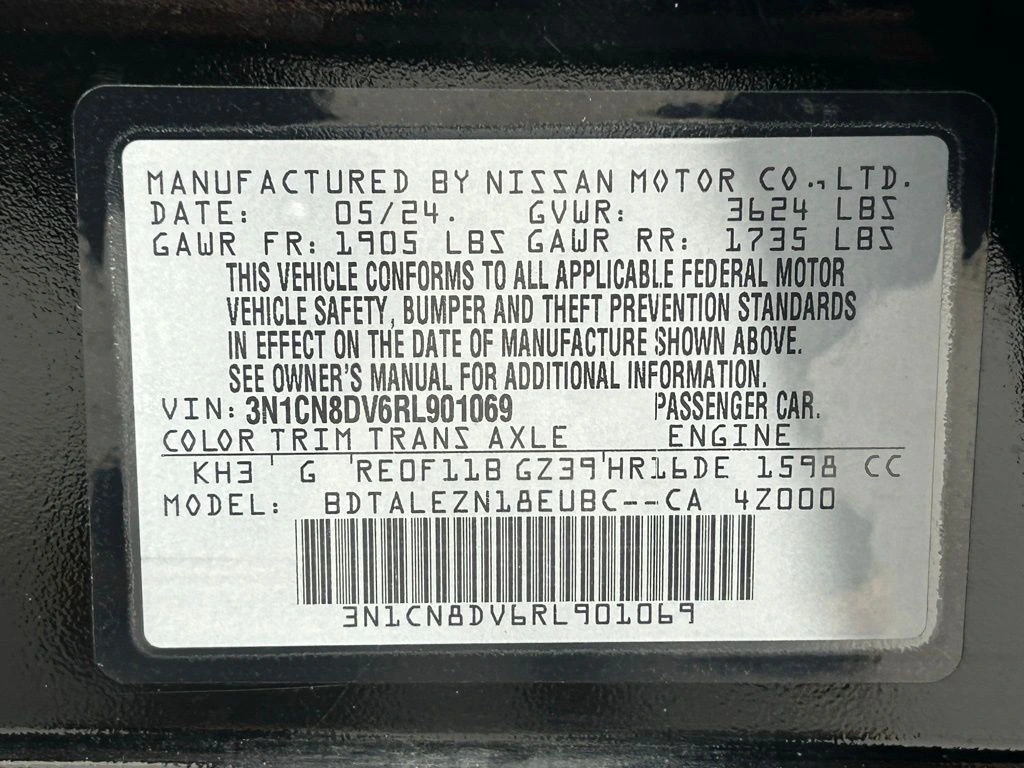 MANUFACTURED BY NISSAN MOTOR CO., LTD.
DATE: 05/24. GVWR: 3624 LBS
GAWR FR: 1905 LBS GAWR RR: 1735 LBS
THIS VEHICLE CONFORMS TO ALL APPLICABLE FEDERAL MOTOR
VEHICLE SAFETY, BUMPER AND THEFT PREVENTION STANDARDS
IN EFFECT ON THE DATE OF MANUFACTURE SHOWN ABOVE.
SEE OWNER'S MANUAL FOR ADDITIONAL INFORMATION.
VIN: 3N1CN8DV6RL901069 PASSENGER CAR.
COLOR TRIM TRANS AXLE ENGINE
KH3 ' G ' RE0F11B GZ39 ' HR16DE 1598 CC
MODEL: BDTALEZN18EUBC--CA 4Z000
3N1CN8DV6RL901069